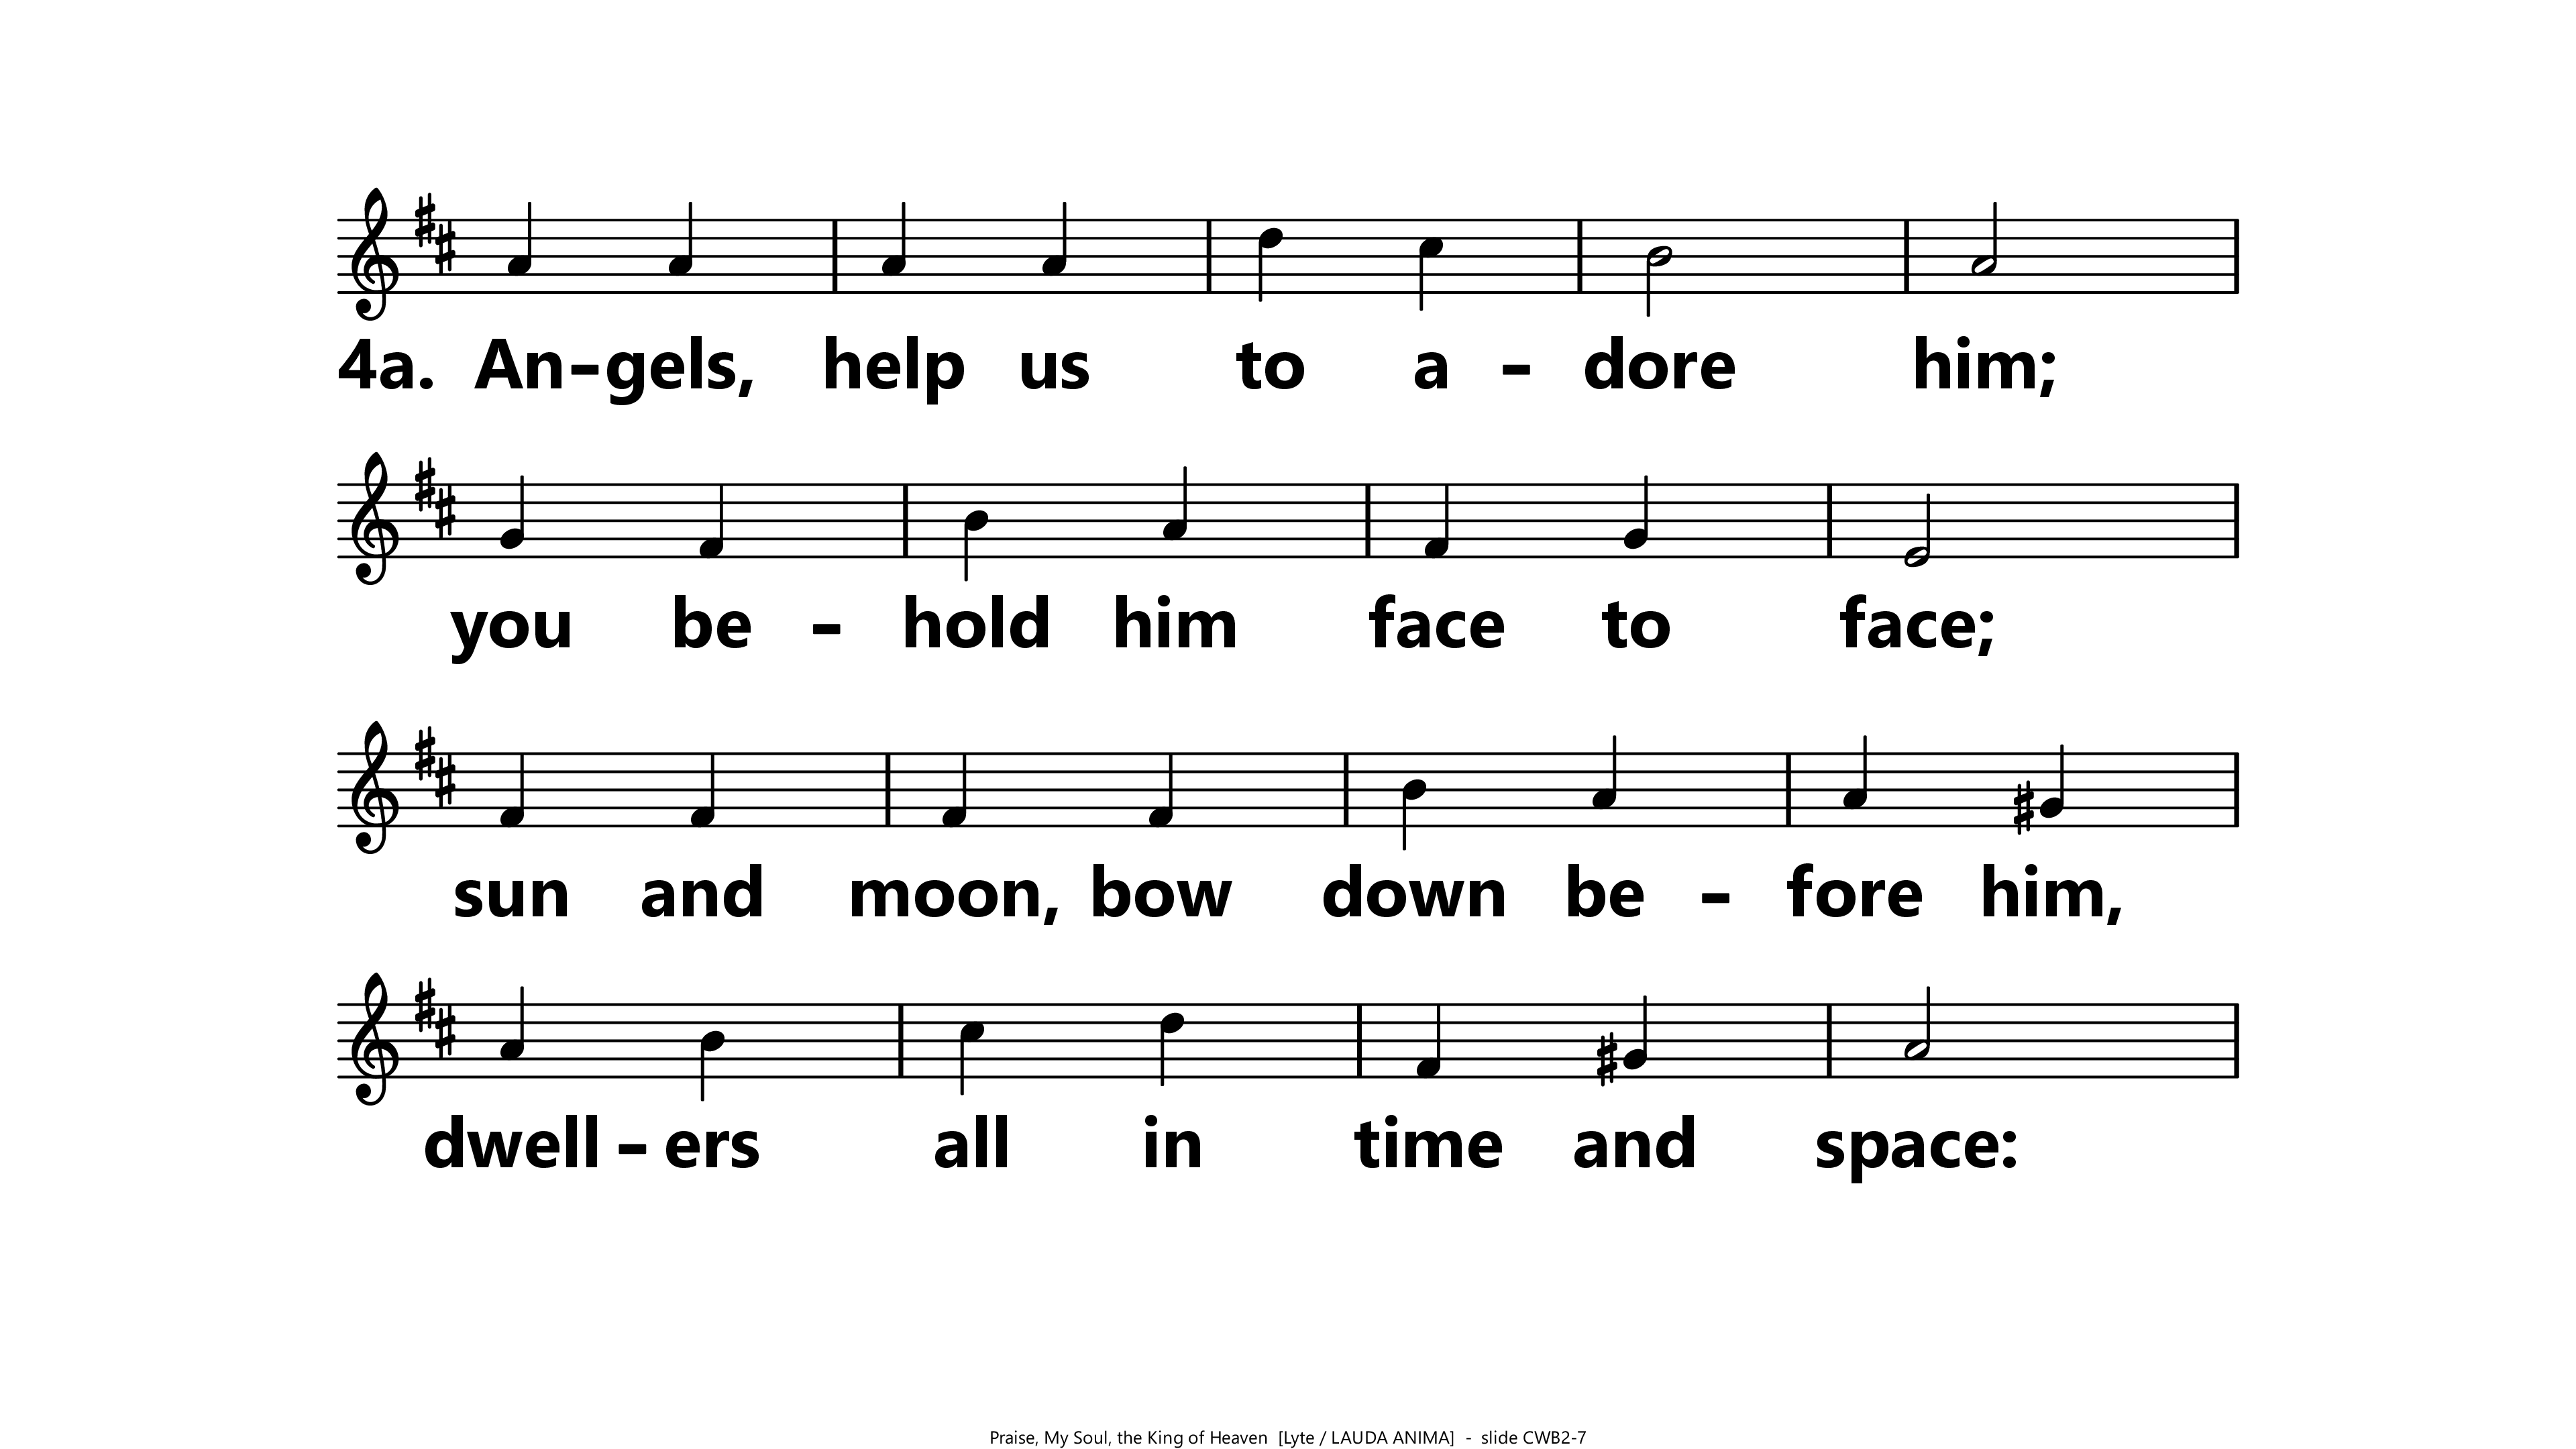 4a. An-gels, help us to a - dore him;
you be - hold him face to face;
sun and moon, bow down be - fore him,
dwell - ers all in time and space:
Praise, My Soul, the King of Heaven [Lyte / LAUDA ANIMA] - slide CWB2-7